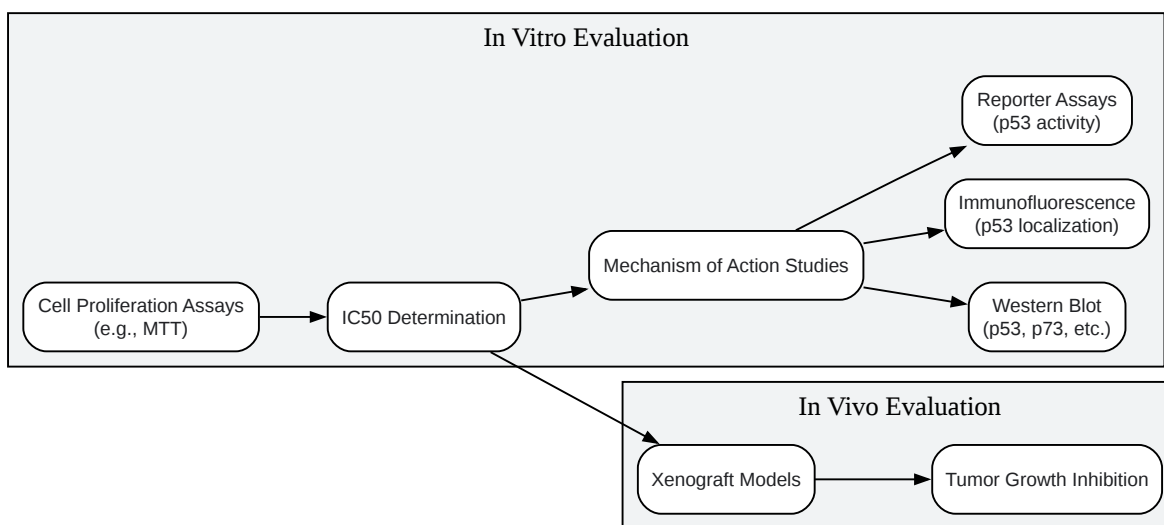 In Vitro Evaluation
Reporter Assays
(p53 activity)
Immunofluorescence
(p53 localization)
Mechanism of Action Studies
Cell Proliferation Assays
(e.g., MTT)
IC50 Determination
Western Blot
(p53, p73, etc.)
In Vivo Evaluation
Xenograft Models
Tumor Growth Inhibition